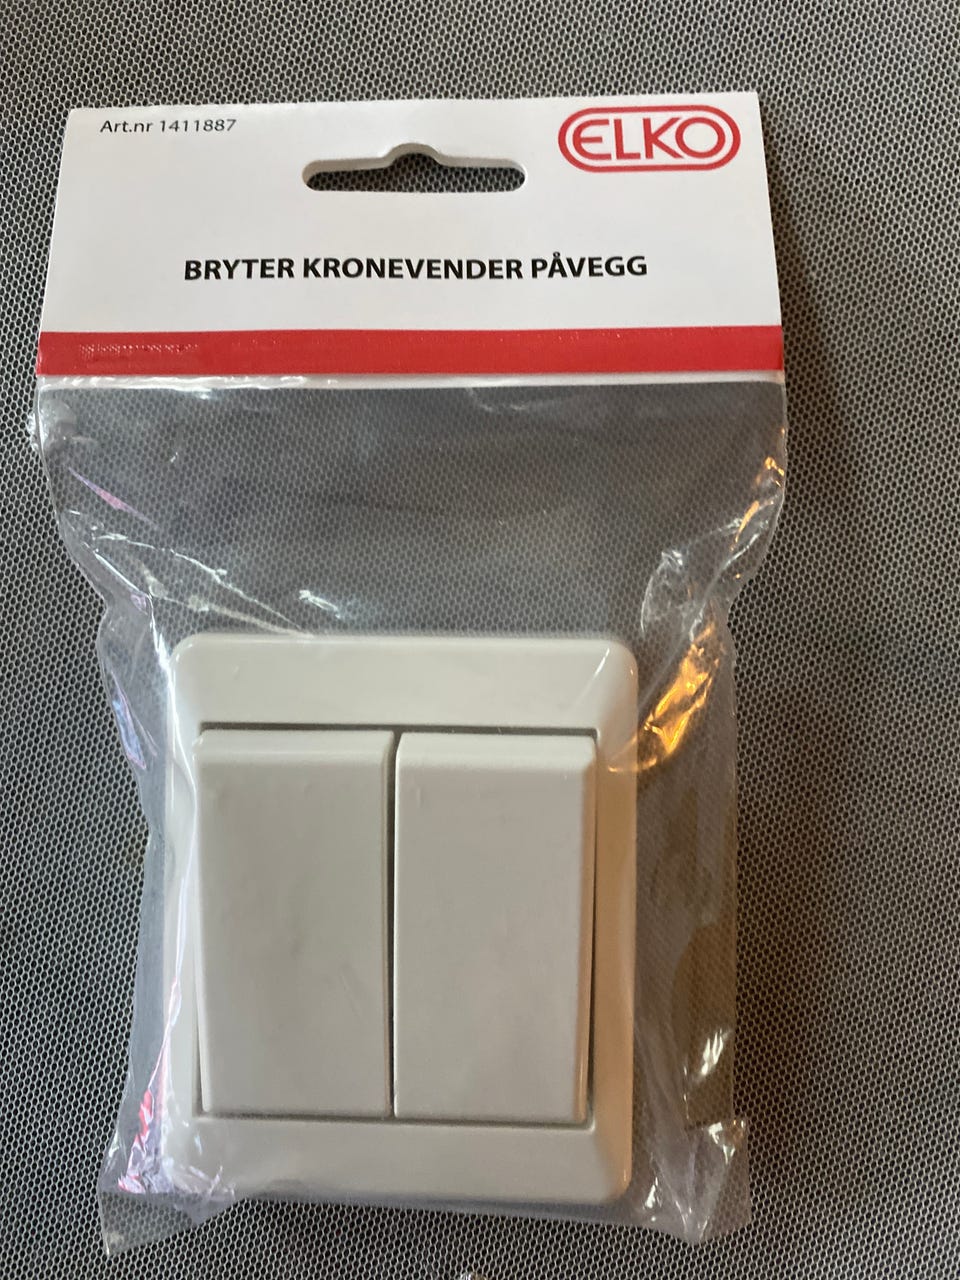 Art.nr 1411887
ELKO
BRYTER KRONEVENDER PÅVEGG